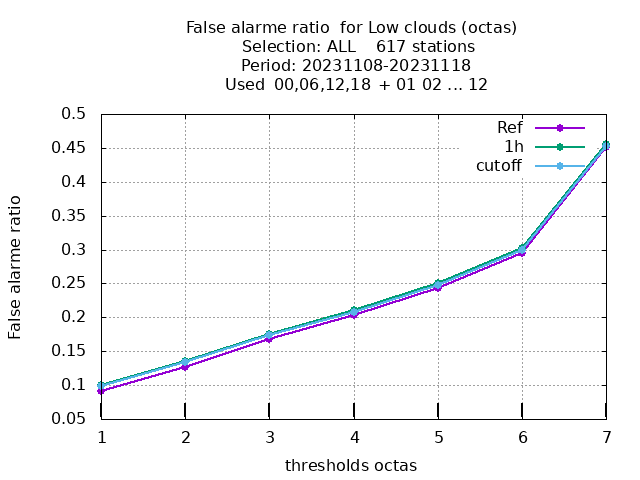 False alarme ratio  for Low clouds (octas)
Selection: ALL    617 stations
Period: 20231108-20231118
Used  00,06,12,18  + 01 02 ... 12
Ref
1h
cutoff
False alarme ratio
0.5
0.45
0.4
0.35
0.3
0.25
0.2
0.15
0.1
0.05
1 2 3 4 5 6 7
thresholds octas